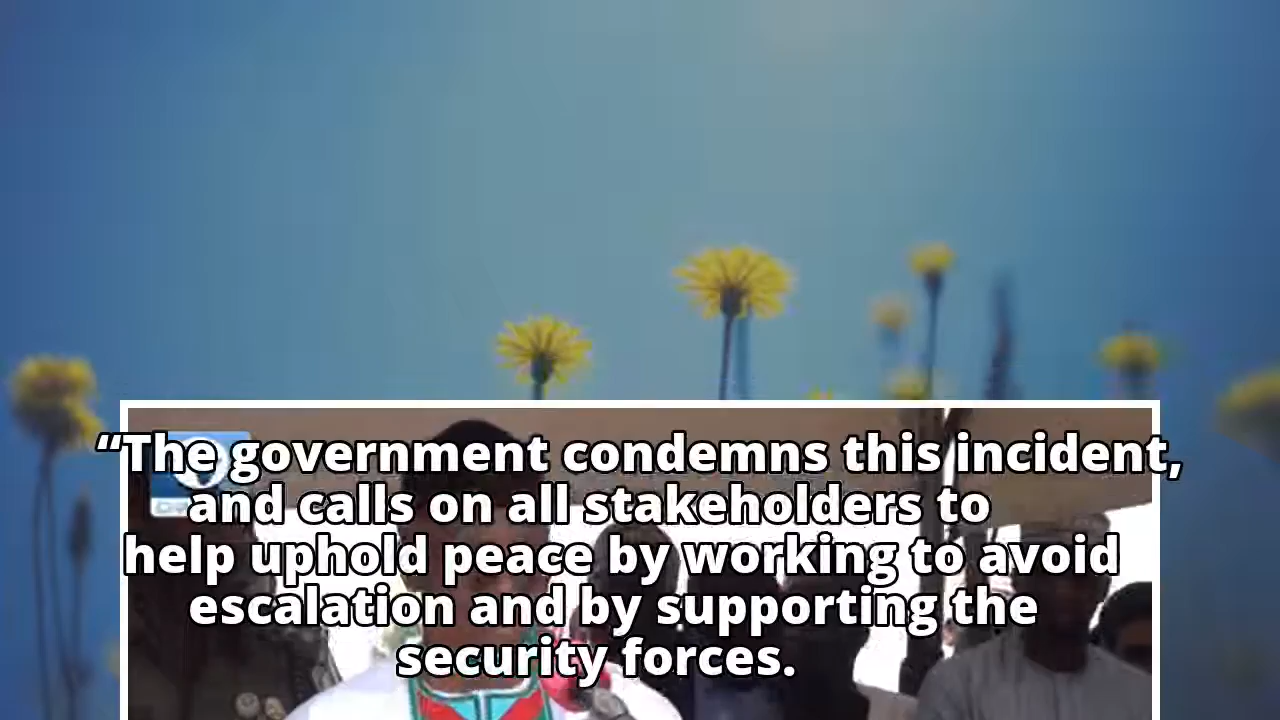 “The government condemns this incident,
and calls on all stakeholders to
help uphold peace by working to avoid
escalation and by supporting the
security forces.